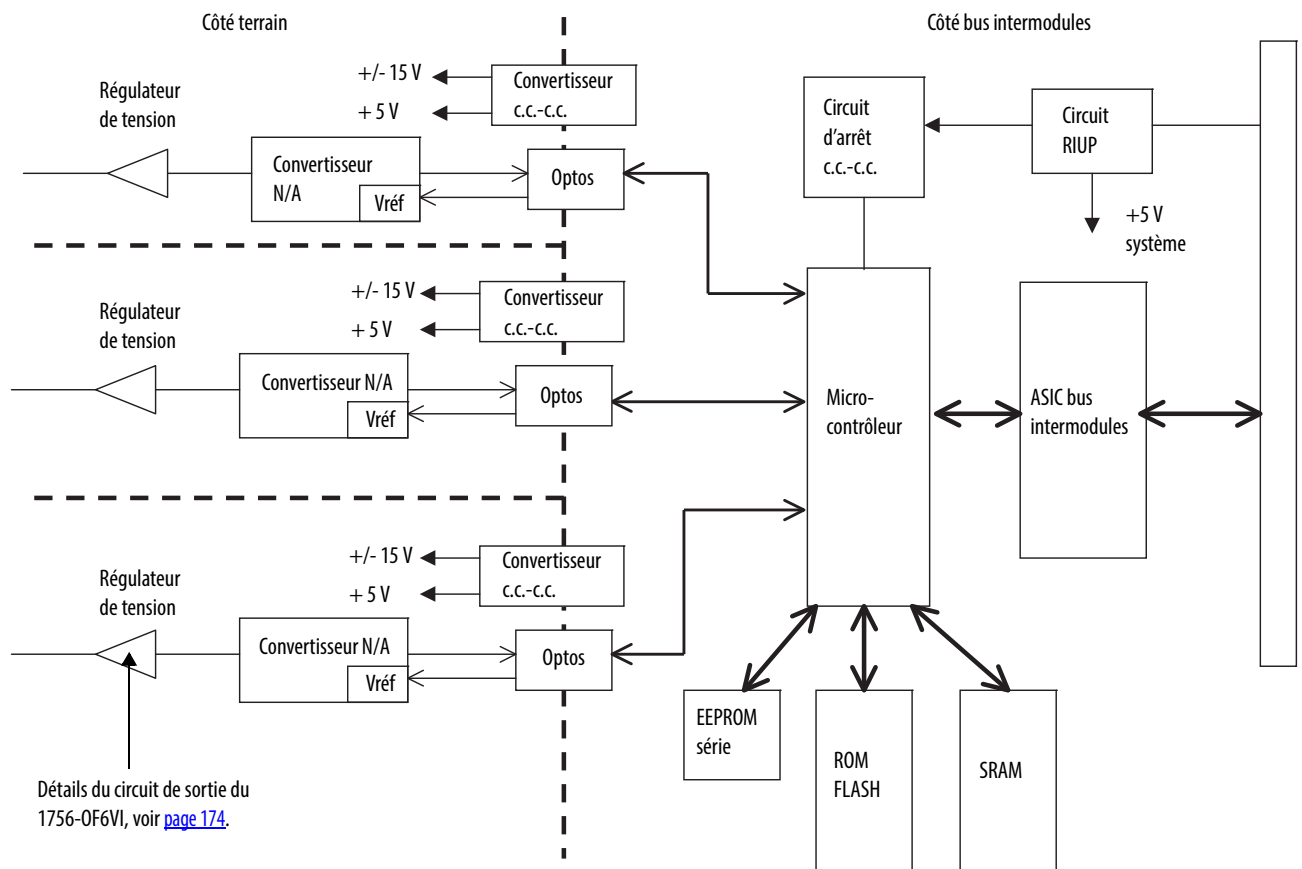 Côté terrain
Côté bus intermodules
+/- 15 V
+ 5 V
Convertisseur
c.c.-c.c.
Régulateur
de tension
Convertisseur
N/A
Vréf
Optos
Circuit
d'arrêt
c.c.-c.c.
Circuit
RIUP
+5 V
système
+/- 15 V
+ 5 V
Convertisseur
c.c.-c.c.
Régulateur
de tension
Convertisseur N/A
Vréf
Optos
Micro-
contrôleur
ASIC bus
intermodules
+/- 15 V
+ 5 V
Convertisseur
c.c.-c.c.
Régulateur
de tension
Convertisseur N/A
Vréf
Optos
EEPROM
série
ROM
FLASH
SRAM
Détails du circuit de sortie du
1756-OF6VI, voir page 174.